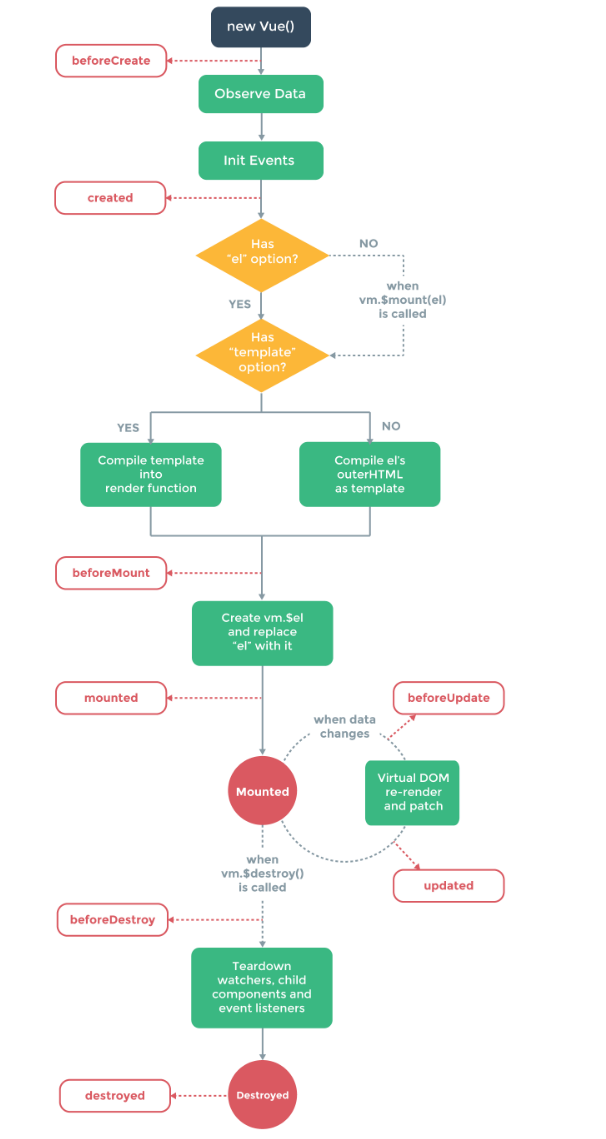 new Vue()
beforeCreate
Observe Data
Init Events
created
Has
"el" option?
NO
when
vm.$mount(el)
is called
YES
Has
"template"
option?
YES
NO
Compile template
into
render function
Compile el's
outerHTML
as template
beforeMount
Create vm.$el
and replace
"el" with it
mounted
beforeUpdate
when data
changes
Mounted
Virtual DOM
re-render
and patch
when
vm.$destroy()
is called
updated
beforeDestroy
Teardown
watchers, child
components and
event listeners
destroyed
Destroyed